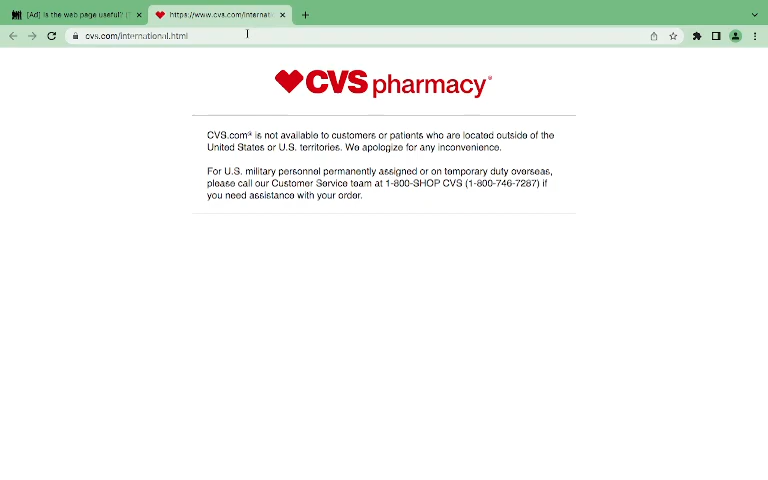 [Ad] Is the web page useful? (
https://www.cvs.com/internati
cvs.com/international.html
CVS pharmacy®
CVS.com® is not available to customers or patients who are located outside of the
United States or U.S. territories. We apologize for any inconvenience.
For U.S. military personnel permanently assigned or on temporary duty overseas,
please call our Customer Service team at 1-800-SHOP CVS (1-800-746-7287) if
you need assistance with your order.